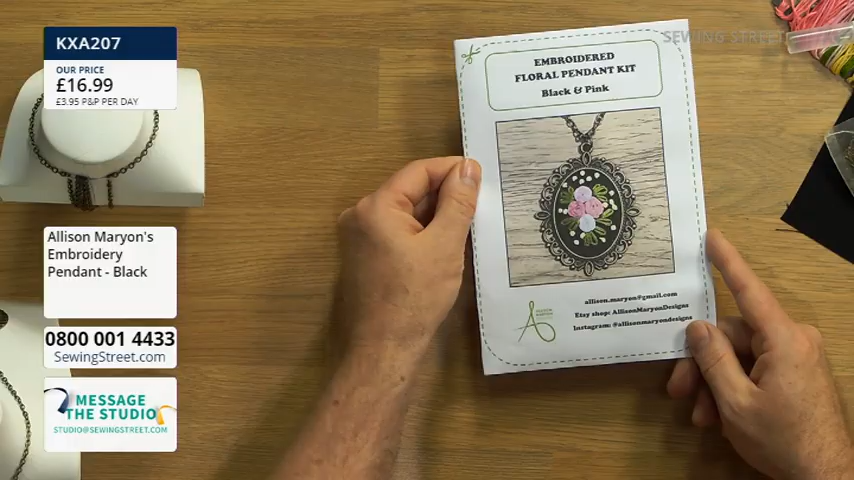 KXA207
OUR PRICE
£16.99
£3.95 P&P PER DAY
Allison Maryon's
Embroidery
Pendant - Black
0800 001 4433
SewingStreet.com
MESSAGE
THE STUDIO
STUDIO@SEWINGSTREET.COM
SEWING STREET
EMBROIDERED
FLORAL PENDANT KIT
Black & Pink
allison.maryon@gmail.com
Etsy shop: AllisonMaryonDesigns
Instagram: @allisonmaryondesigns